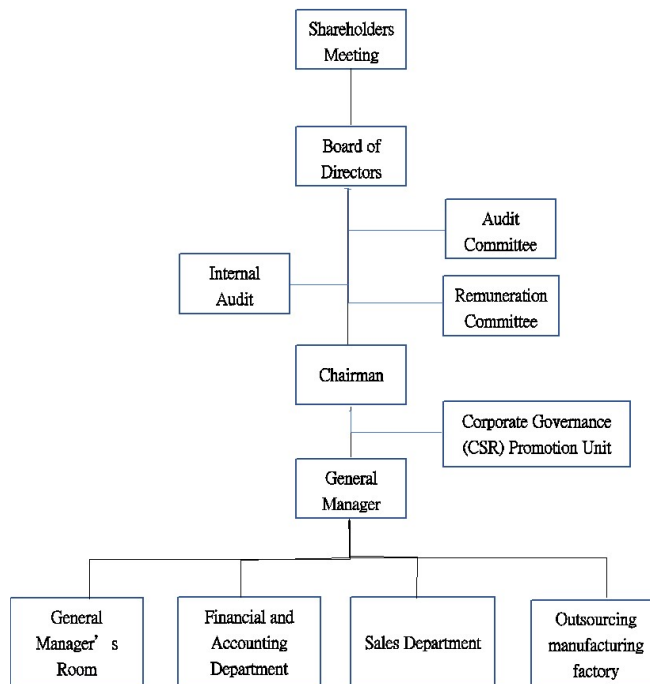 Shareholders
Meeting
Board of
Directors
Audit
Committee
Internal
Audit
Remuneration
Committee
Chairman
Corporate Governance
(CSR) Promotion Unit
General
Manager
General
Manager’ s
Room
Financial and
Accounting
Department
Sales Department
Outsourcing
manufacturing
factory